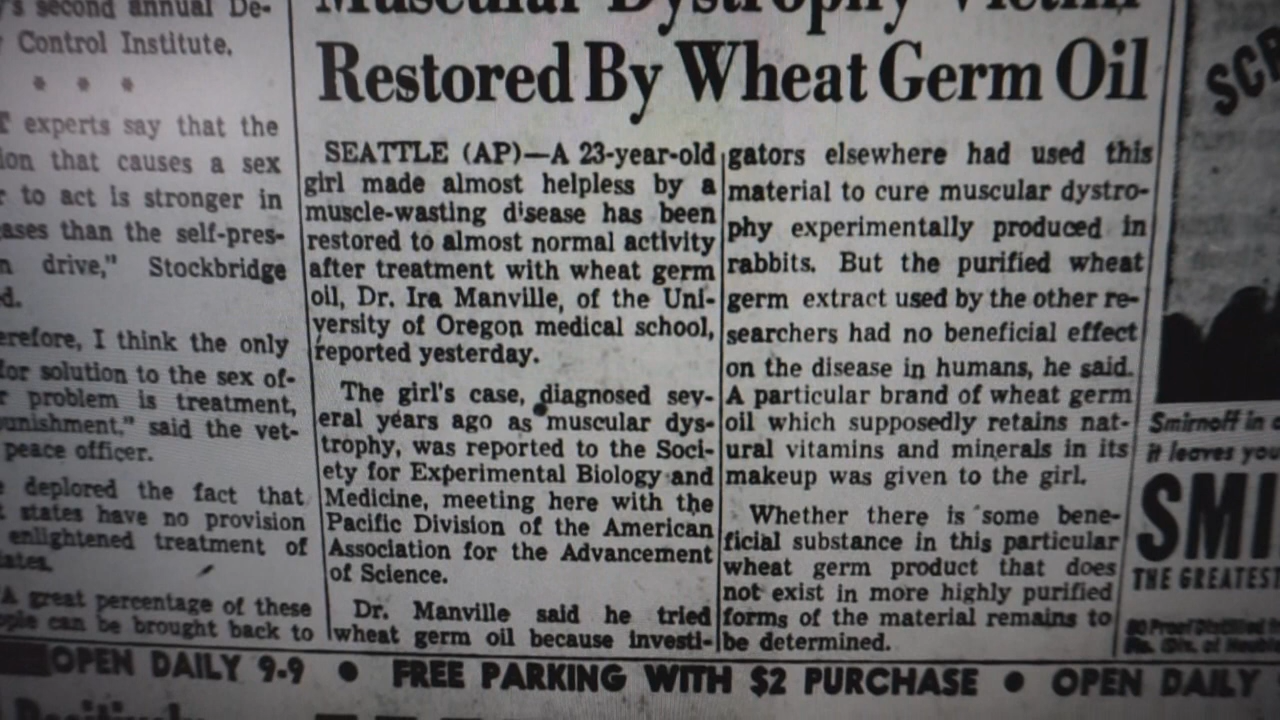 second annual De-
Control Institute.
* * *
experts say that the
that causes a sex
to act is stronger in
than the self-pres-
drive," Stockbridge
I think the only
solution to the sex of-
problem is treatment,
said the vet-
peace officer.
deplored the fact that
states have no provision
enlightened treatment of
A great percentage of these
can be brought back to
Muscular Dystrophy Victim
Restored By Wheat Germ Oil
SEATTLE (AP)—A 23-year-old
girl made almost helpless by a
muscle-wasting disease has been
restored to almost normal activity
after treatment with wheat germ
oil, Dr. Ira Manville, of the Uni-
versity of Oregon medical school,
reported yesterday.
The girl's case, diagnosed sev-
eral years ago as muscular dys-
trophy, was reported to the Soci-
ety for Experimental Biology and
Medicine, meeting here with the
Pacific Division of the American
Association for the Advancement
of Science.
Dr. Manville said he tried
wheat germ oil because investi-
gators elsewhere had used this
material to cure muscular dystro-
phy experimentally produced in
rabbits. But the purified wheat
germ extract used by the other re-
searchers had no beneficial effect
on the disease in humans, he said.
A particular brand of wheat germ
oil which supposedly retains nat-
ural vitamins and minerals in its
makeup was given to the girl.
Whether there is some bene-
ficial substance in this particular
wheat germ product that does
not exist in more highly purified
forms of the material remains to
be determined.
SCR
Smirnoff in
it leaves you
SMI
THE GREATEST
OPEN DAILY 9-9 • FREE PARKING WITH $2 PURCHASE • OPEN DAILY